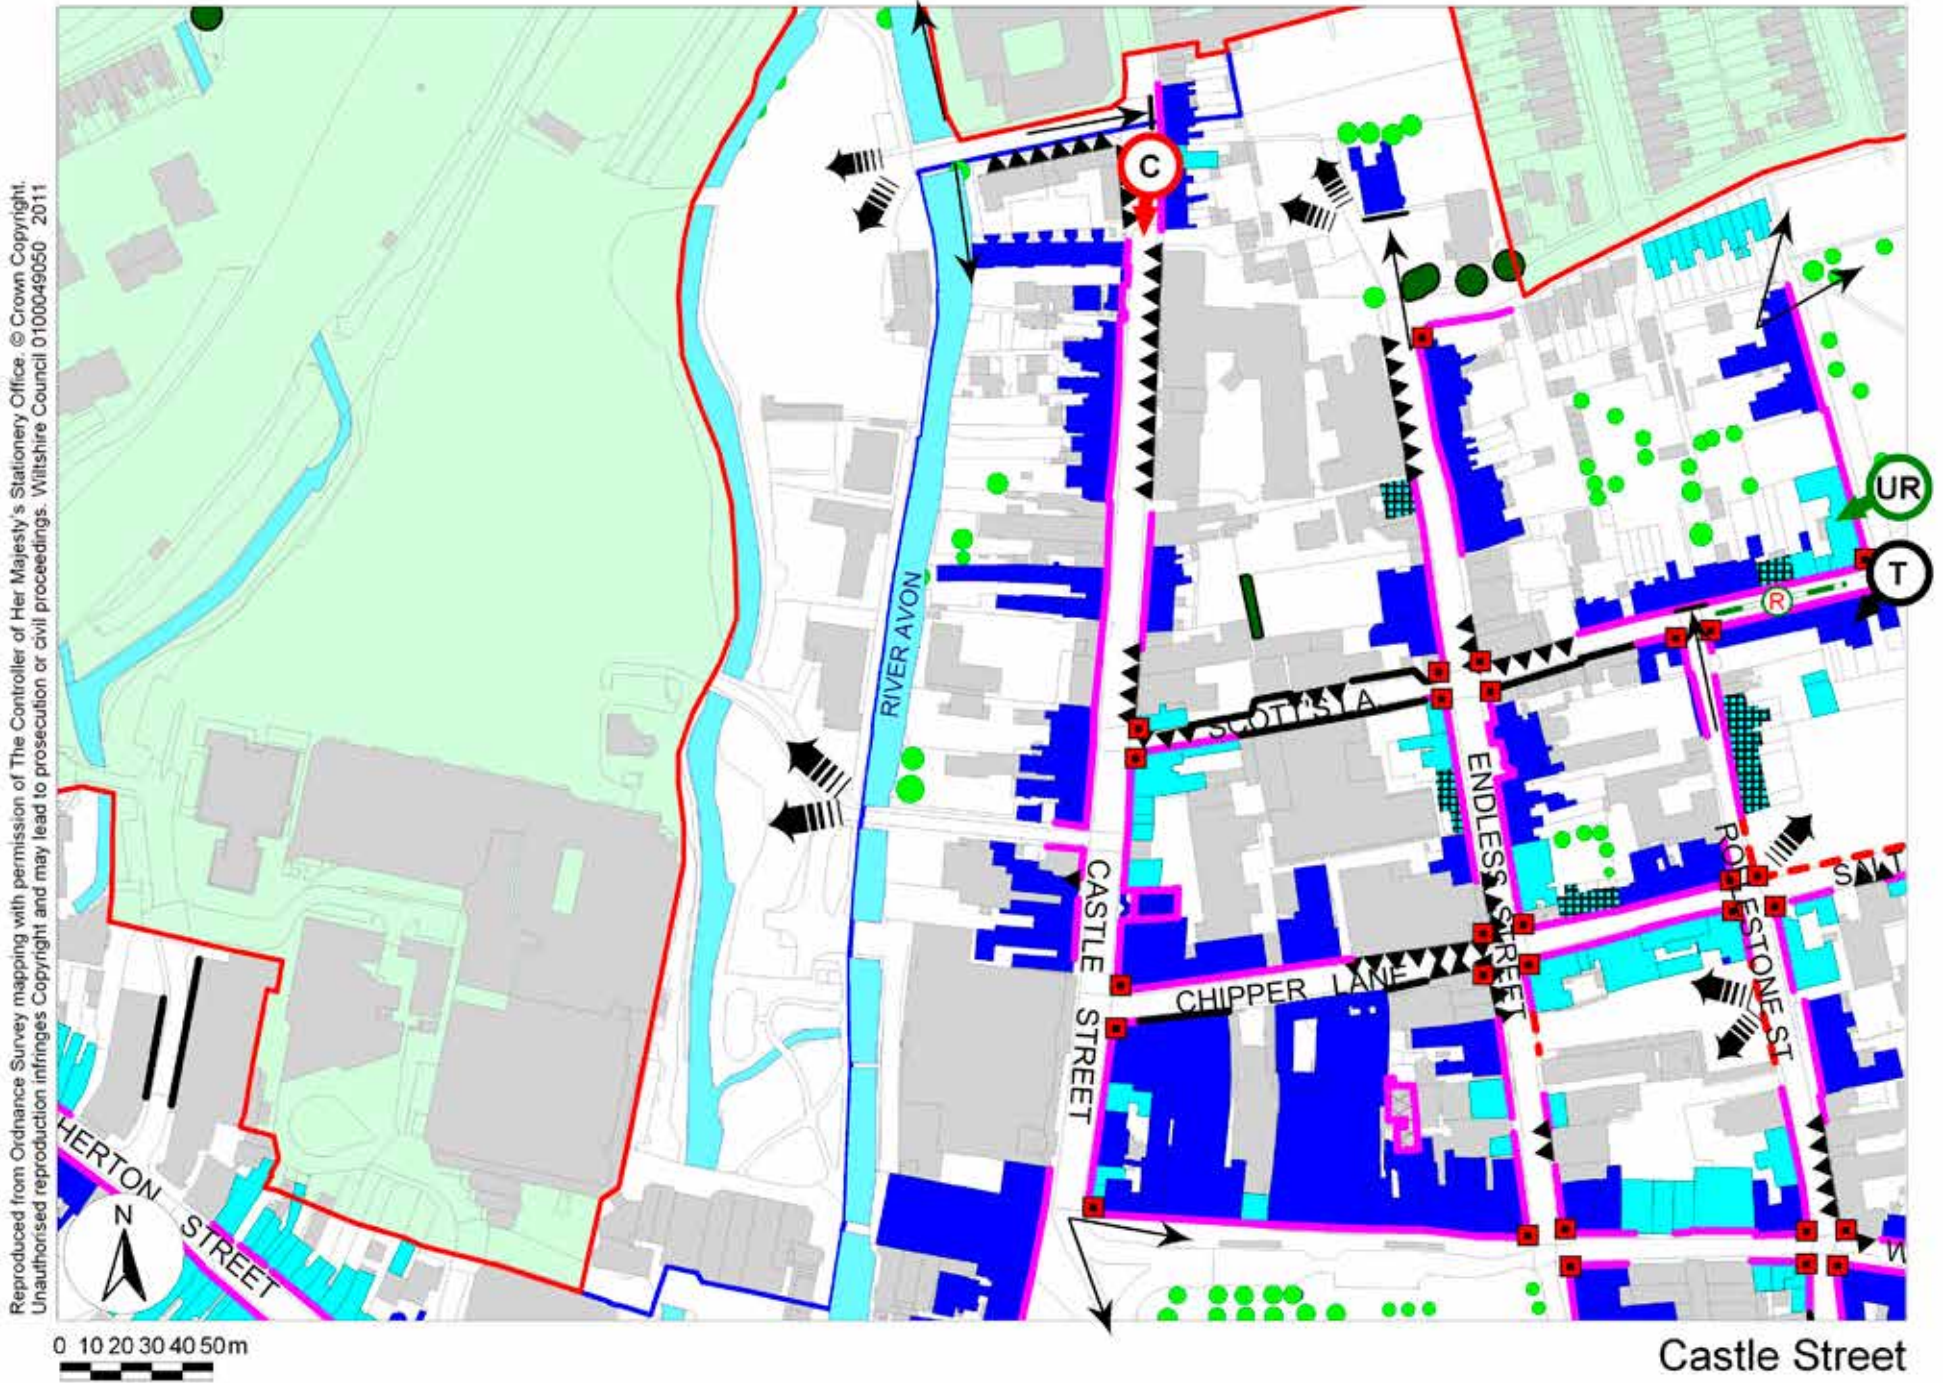 Reproduced from Ordnance Survey mapping with permission of The Controller of Her Majesty's Stationery Office. © Crown Copyright.
Unauthorised reproduction infringes Copyright and may lead to prosecution or civil proceedings. Wiltshire Council 0100049050 2011
C
UR
T
R
RIVER AVON
SCOTT'S LA
ENDLESS STREET
CASTLE STREET
CHIPPER LANE
ROLLESTONE ST
HERTON STREET
N
W
0 10 20 30 40 50m
Castle Street